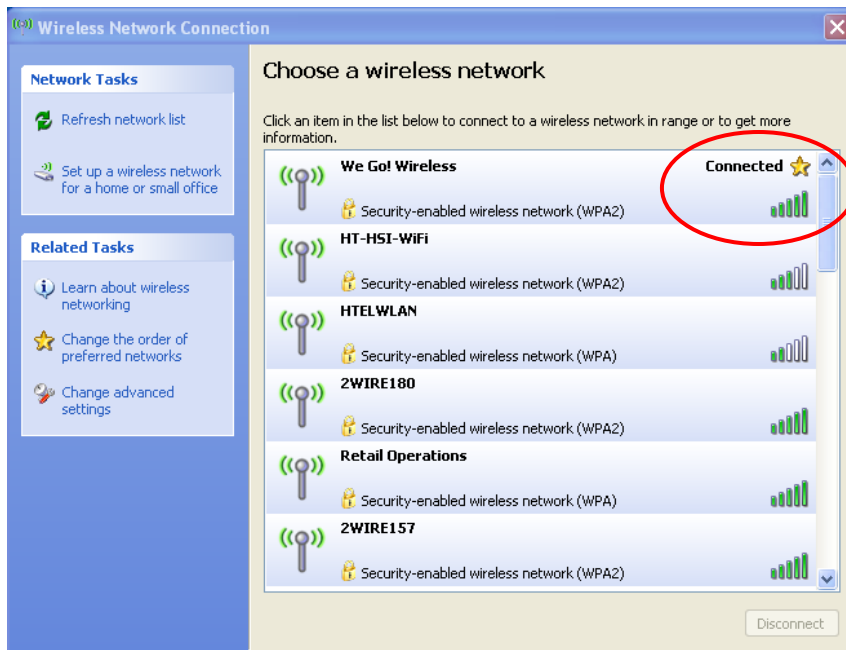 Wireless Network Connection
Network Tasks
Refresh network list
Set up a wireless network
for a home or small office
Related Tasks
Learn about wireless
networking
Change the order of
preferred networks
Change advanced
settings
Choose a wireless network
Click an item in the list below to connect to a wireless network in range or to get more
information.
We Go! Wireless
Connected
Security-enabled wireless network (WPA2)
HT-HSI-WiFi
Security-enabled wireless network (WPA2)
HTELWLAN
Security-enabled wireless network (WPA)
2WIRE180
Security-enabled wireless network (WPA2)
Retail Operations
Security-enabled wireless network (WPA)
2WIRE157
Security-enabled wireless network (WPA2)
Disconnect